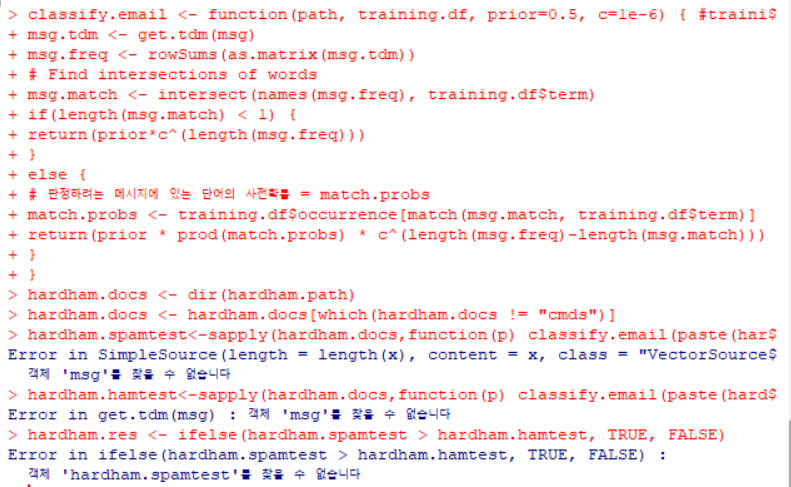 > classify.email <- function(path, training.df, prior=0.5, c=1e-6) { #traini$
+ msg.tdm <- get.tdm(msg)
+ msg.freq <- rowSums(as.matrix(msg.tdm))
+ # Find intersections of words
+ msg.match <- intersect(names(msg.freq), training.df$term)
+ if(length(msg.match) < 1) {
+ return(prior*c^(length(msg.freq)))
+ }
+ else {
+ # 판정하려는 메시지에 있는 단어의 사전확률 = match.probs
+ match.probs <- training.df$occurrence[match(msg.match, training.df$term)]
+ return(prior * prod(match.probs) * c^(length(msg.freq)-length(msg.match)))
+ }
+ }
> hardham.docs <- dir(hardham.path)
> hardham.docs <- hardham.docs[which(hardham.docs != "cmds")]
> hardham.spamtest<-sapply(hardham.docs,function(p) classify.email(paste(har$
Error in SimpleSource(length = length(x), content = x, class = "VectorSource$
객체 'msg'를 찾을 수 없습니다
> hardham.hamtest<-sapply(hardham.docs,function(p) classify.email(paste(hard$
Error in get.tdm(msg) : 객체 'msg'를 찾을 수 없습니다
> hardham.res <- ifelse(hardham.spamtest > hardham.hamtest, TRUE, FALSE)
Error in ifelse(hardham.spamtest > hardham.hamtest, TRUE, FALSE) :
객체 'hardham.spamtest'를 찾을 수 없습니다